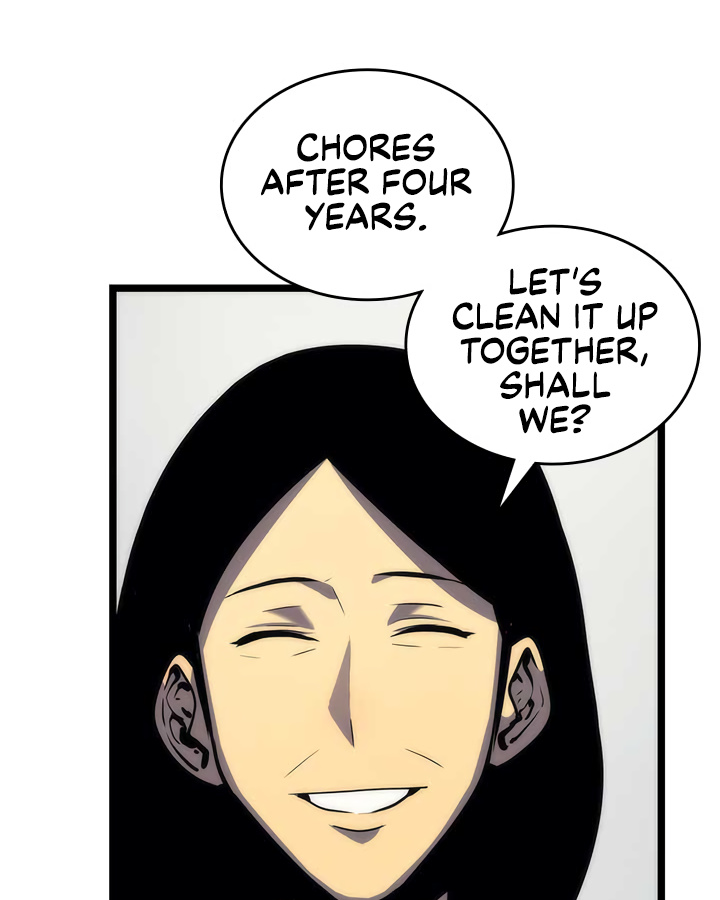 CHORES
AFTER FOUR
YEARS.
LET'S
CLEAN IT UP
TOGETHER,
SHALL
WE?